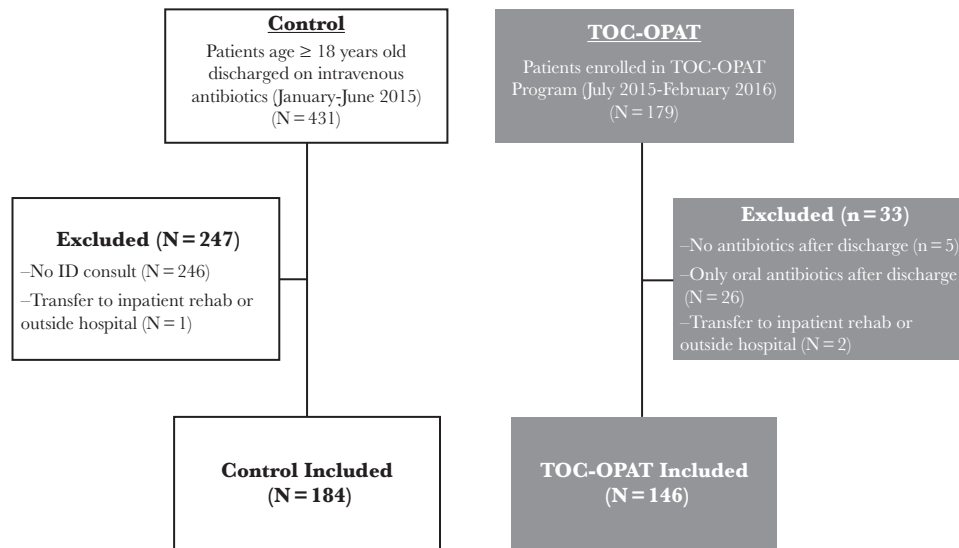 Control
Patients age ≥ 18 years old
discharged on intravenous
antibiotics (January-June 2015)
(N = 431)
TOC-OPAT
Patients enrolled in TOC-OPAT
Program (July 2015-February 2016)
(N = 179)
Excluded (N = 247)
–No ID consult (N = 246)
–Transfer to inpatient rehab or
outside hospital (N = 1)
Excluded (n = 33)
–No antibiotics after discharge (n = 5)
–Only oral antibiotics after discharge
(N = 26)
–Transfer to inpatient rehab or
outside hospital (N = 2)
Control Included
(N = 184)
TOC-OPAT Included
(N = 146)